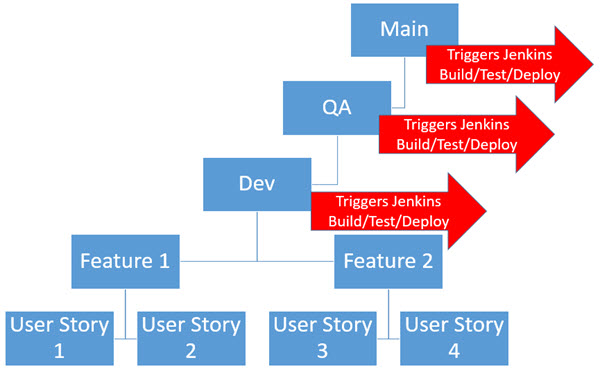 Main
Triggers Jenkins
Build/Test/Deploy
QA
Triggers Jenkins
Build/Test/Deploy
Dev
Triggers Jenkins
Build/Test/Deploy
Feature 1
Feature 2
User Story
1
User Story
2
User Story
3
User Story
4